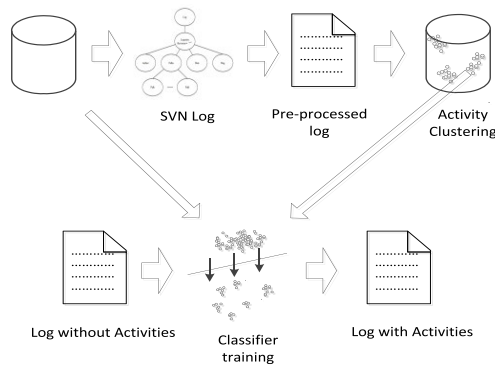 SVN Log
Pre-processed
log
Activity
Clustering
Log without Activities
Classifier
training
Log with Activities